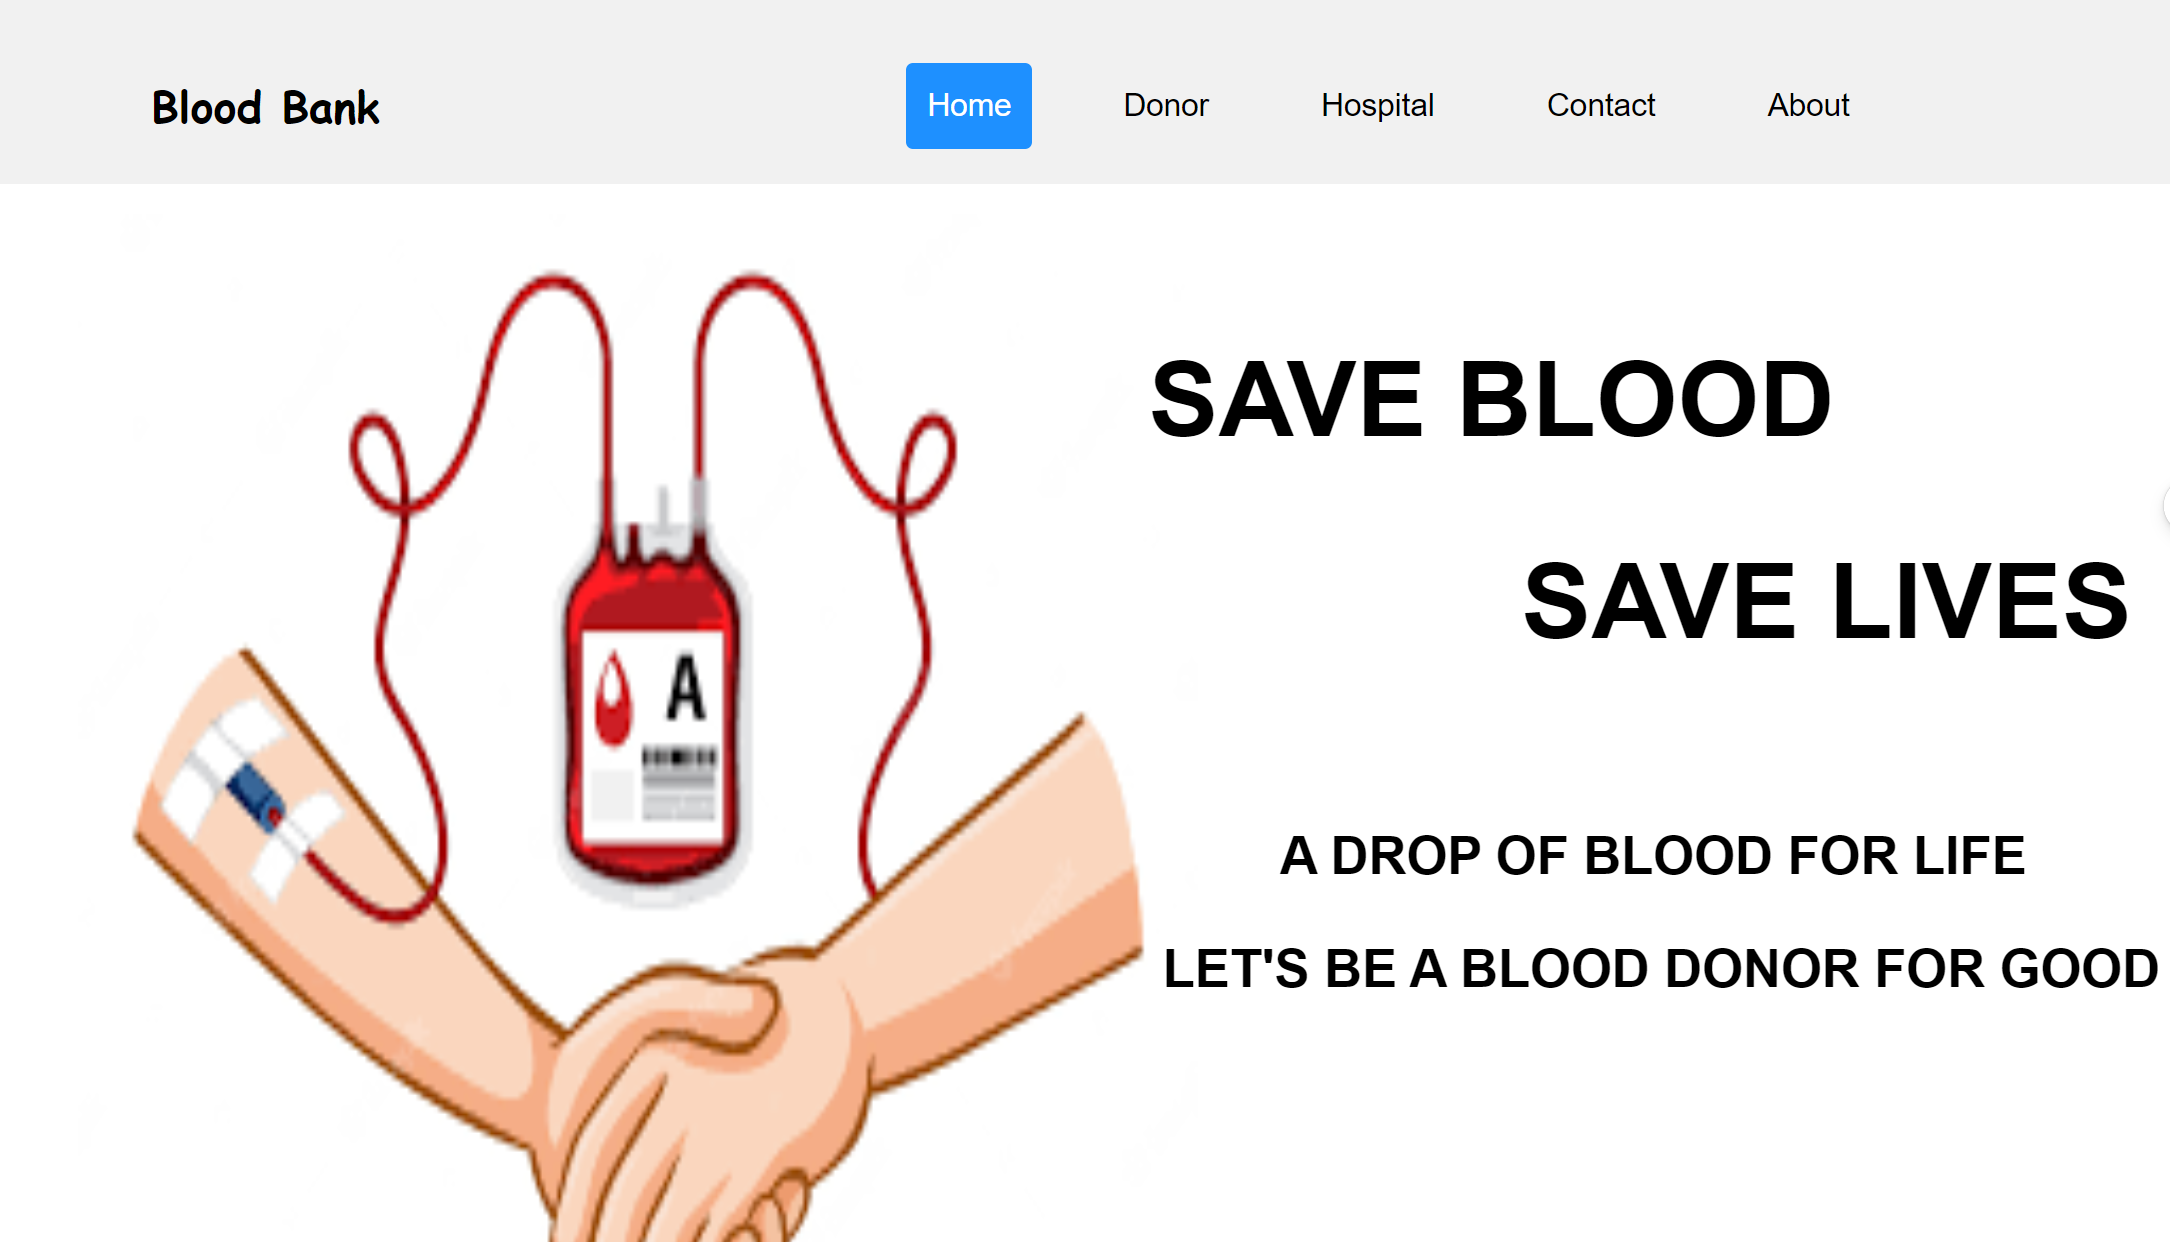 Blood Bank
Home Donor Hospital Contact About
SAVE BLOOD
SAVE LIVES
A
A DROP OF BLOOD FOR LIFE
LET'S BE A BLOOD DONOR FOR GOOD